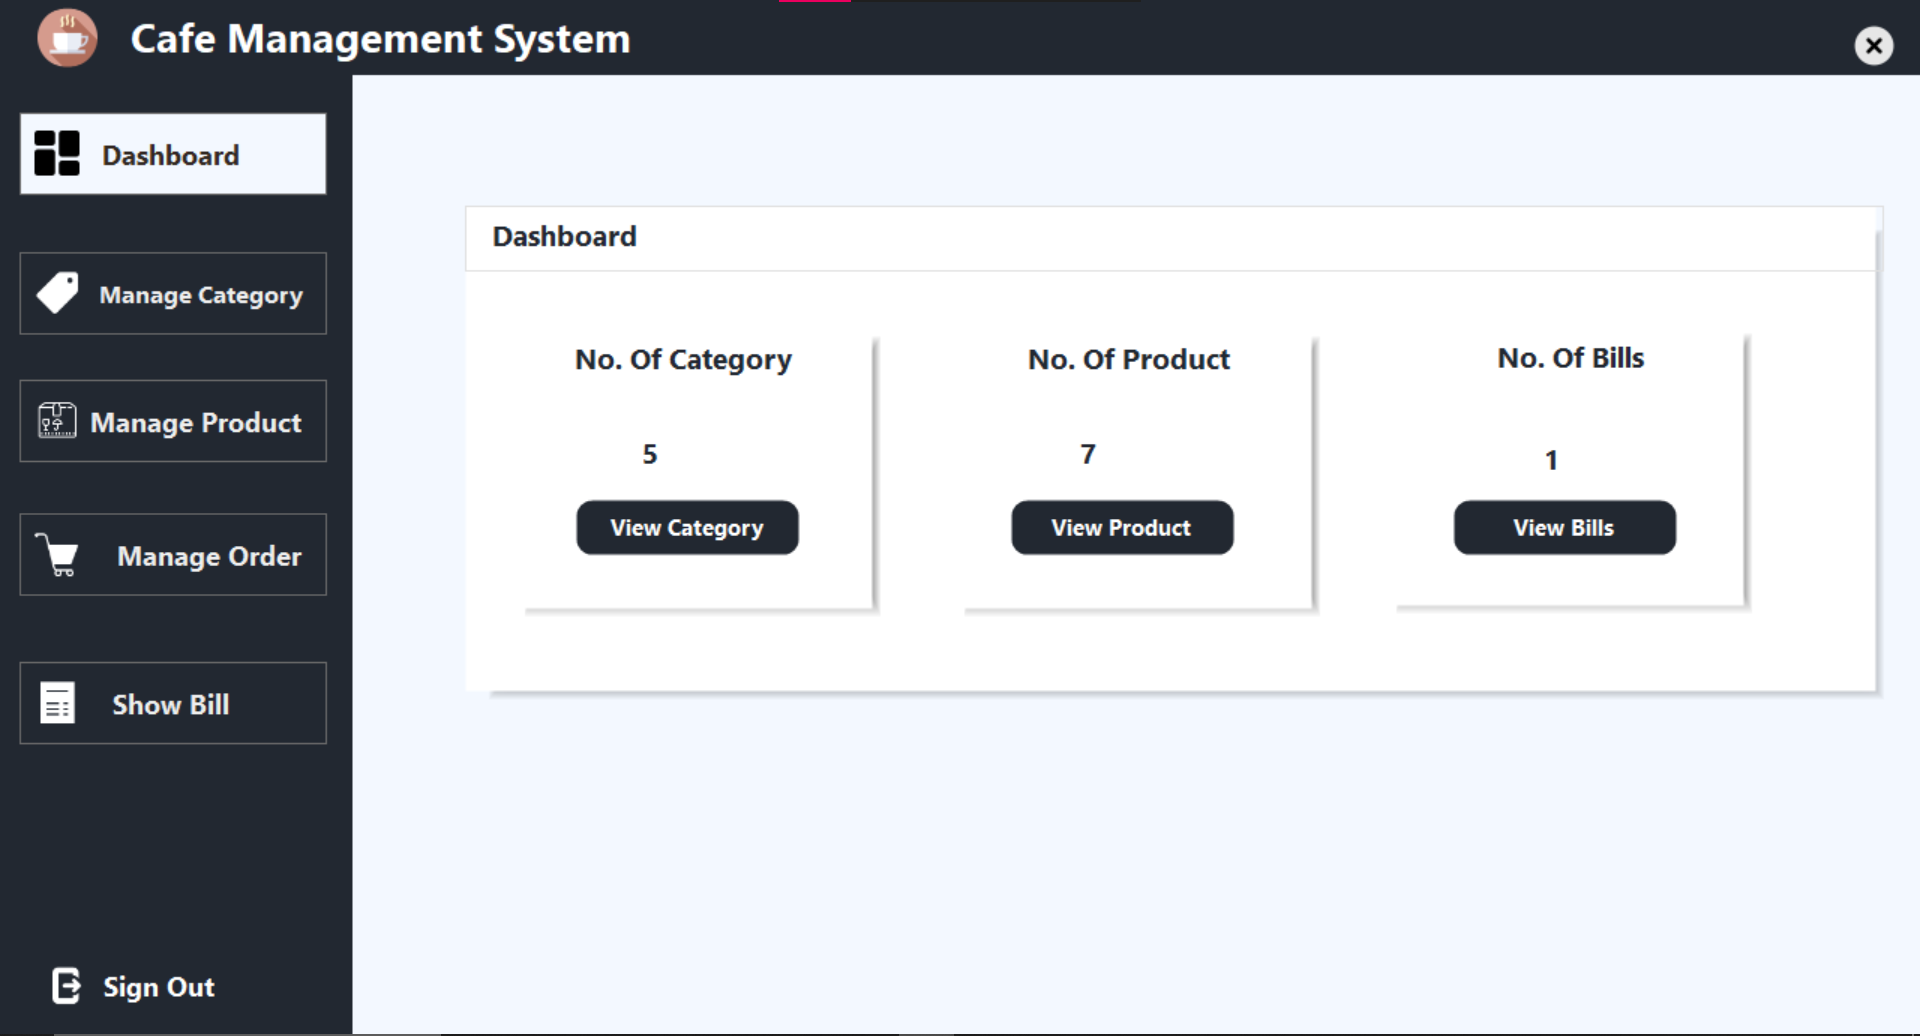 Cafe Management System
Dashboard
Manage Category
Manage Product
Manage Order
Show Bill
Sign Out
Dashboard
No. Of Category
5
View Category
No. Of Product
7
View Product
No. Of Bills
1
View Bills